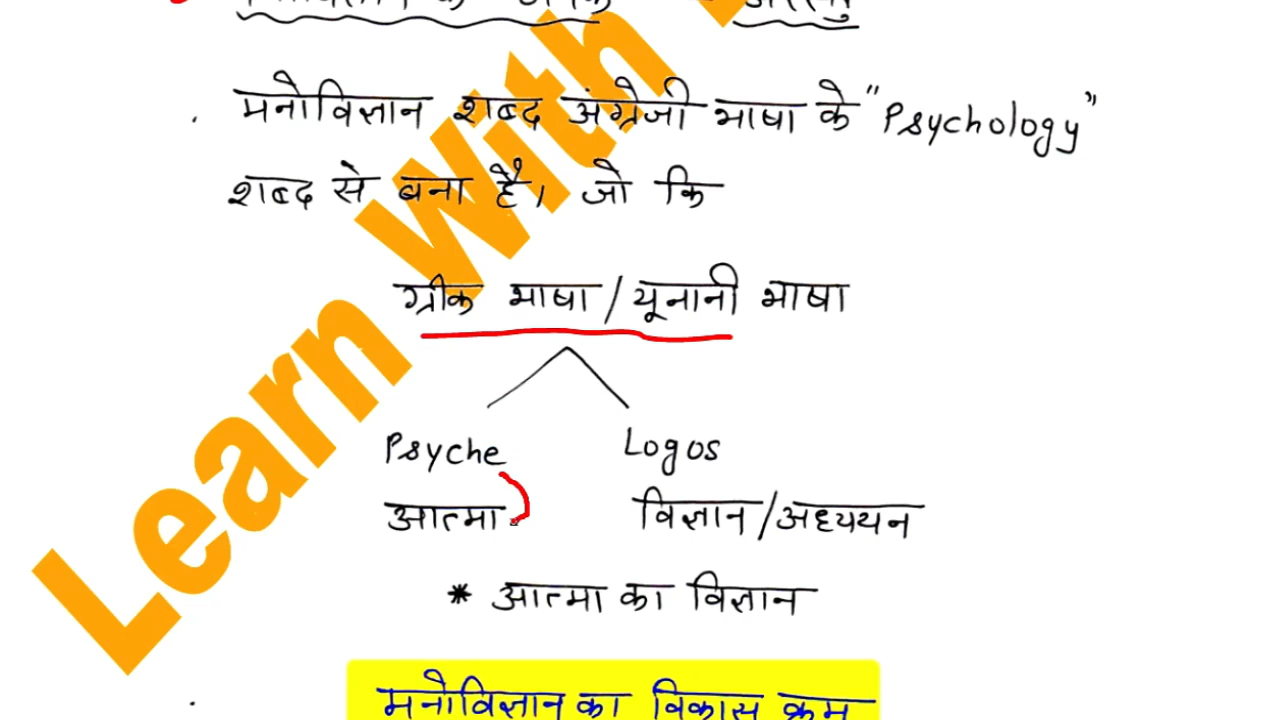 मनोविज्ञान शब्द अंग्रेजी भाषा के "Psychology"
शब्द से बना है, जो कि
ग्रीक भाषा / यूनानी भाषा
Psyche Logos
आत्मा विज्ञान/अध्ययन
* आत्मा का विज्ञान
मनोविज्ञान का विकास क्रम
Learn With